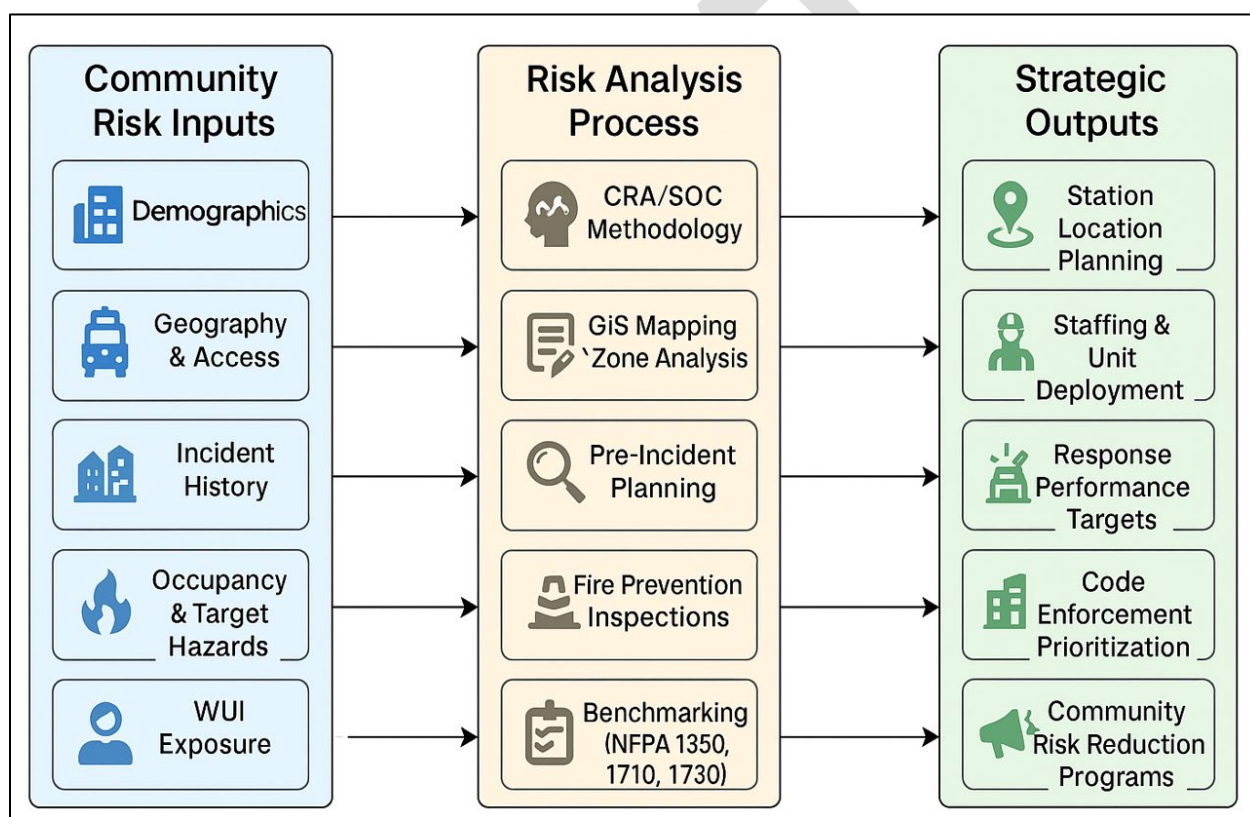 Community
Risk Inputs
Demographics
Geography
& Access
Incident
History
Occupancy
& Target
Hazards
WUI
Exposure
Risk Analysis
Process
CRA/SOC
Methodology
GiS Mapping
‵Zone Analysis
Pre-Incident
Planning
Fire Prevention
Inspections
Benchmarking
(NFPA 1350,
1710, 1730)
Strategic
Outputs
Station
Location
Planning
Staffing &
Unit
Deployment
Response
Performance
Targets
Code
Enforcement
Prioritization
Community
Risk Reduction
Programs